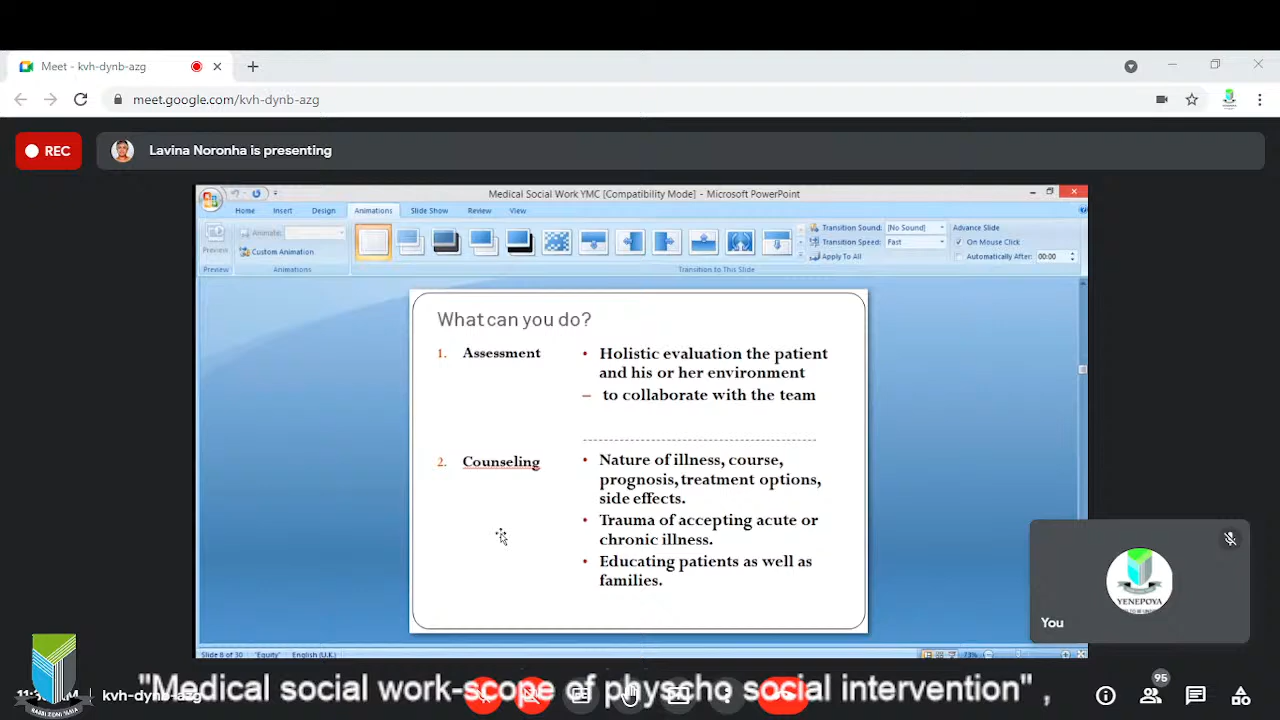 Meet - kvh-dynb-azg
meet.google.com/kvh-dynb-azg
REC
Lavina Noronha is presenting
Medical Social Work YMC [Compatibility Mode] - Microsoft PowerPoint
Home Insert Design Animations Slide Show Review View
Preview
Animate:
Custom Animation
Transition Sound: [No Sound]
Transition Speed: Fast
Apply To All
Advance Slide
On Mouse Click
Automatically After: 00:00
Preview Animations Transition to This Slide
What can you do?
1. Assessment
• Holistic evaluation the patient
and his or her environment
– to collaborate with the team
2. Counseling
• Nature of illness, course,
prognosis, treatment options,
side effects.
• Trauma of accepting acute or
chronic illness.
• Educating patients as well as
families.
YENEPOYA
You
Slide 8 of 30 "Equity" English (U.K.) 73%
kvh-dynb-azg
"Medical social work-scope of physcho social intervention" ,
95